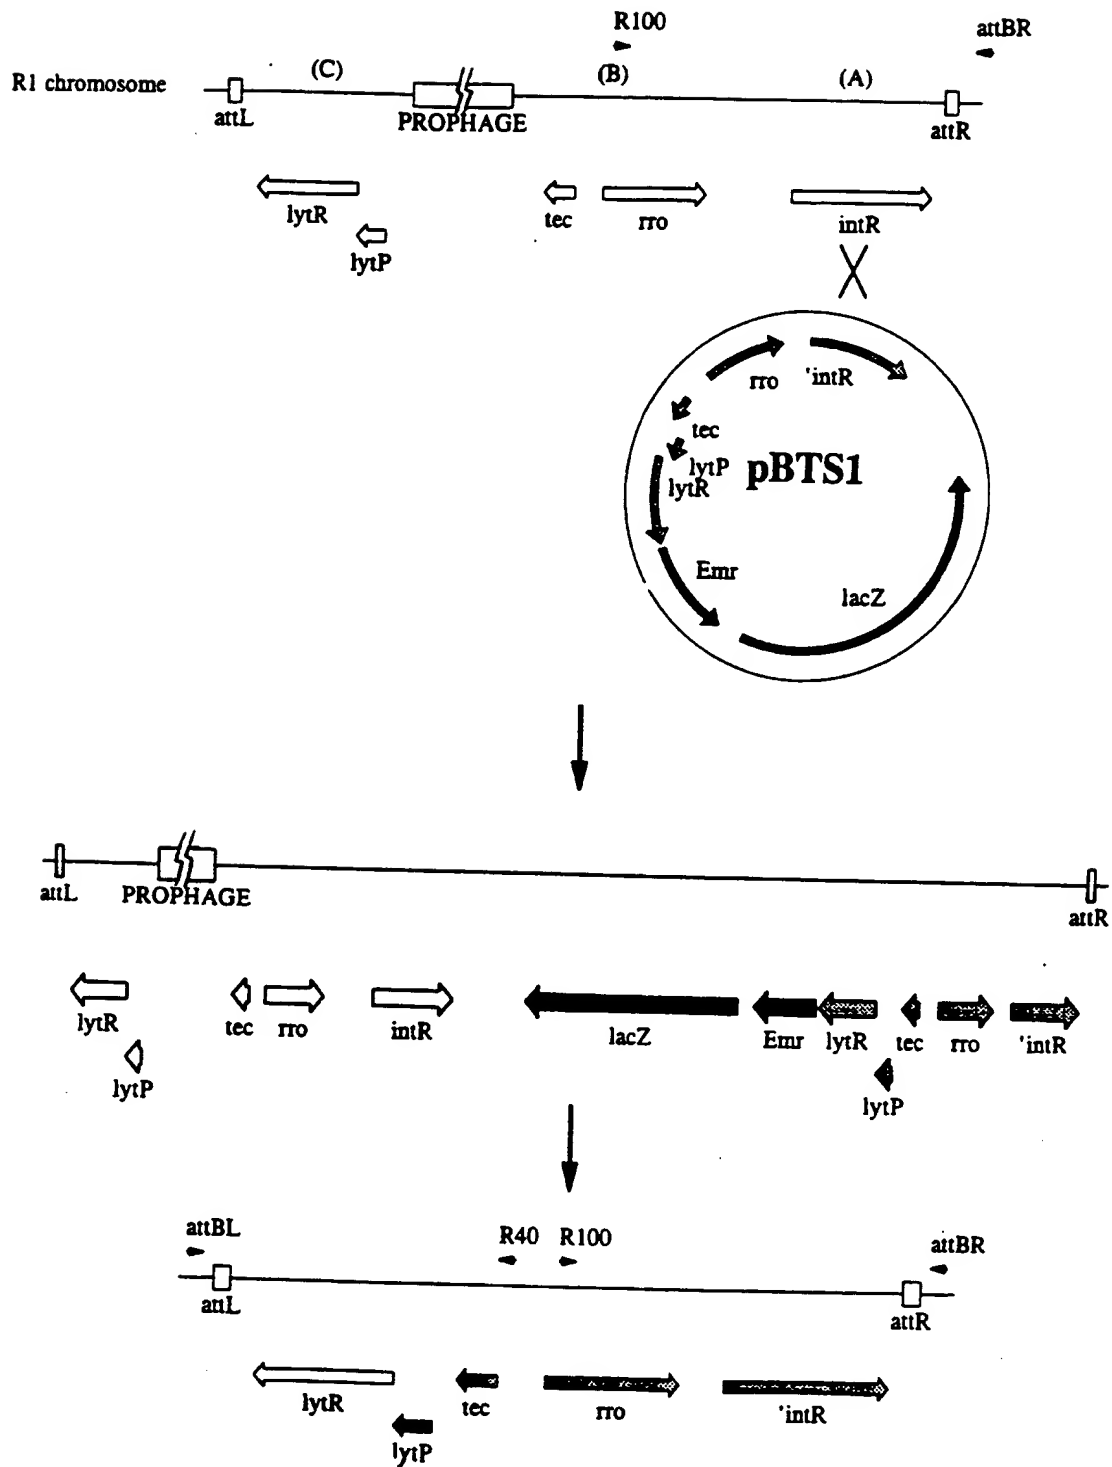 R100
attBR
R1 chromosome
(C)
(B)
(A)
attL
PROPHAGE
attR
lytR
tec
rro
intR
lytP
rro
'intR
tec
lytP
lytR
pBTS1
Emr
lacZ
attL
PROPHAGE
attR
lytR
tec
rro
intR
lacZ
Emr
lytR
tec
rro
'intR
lytP
lytP
attBL
R40
R100
attBR
attL
attR
lytR
tec
rro
'intR
lytP